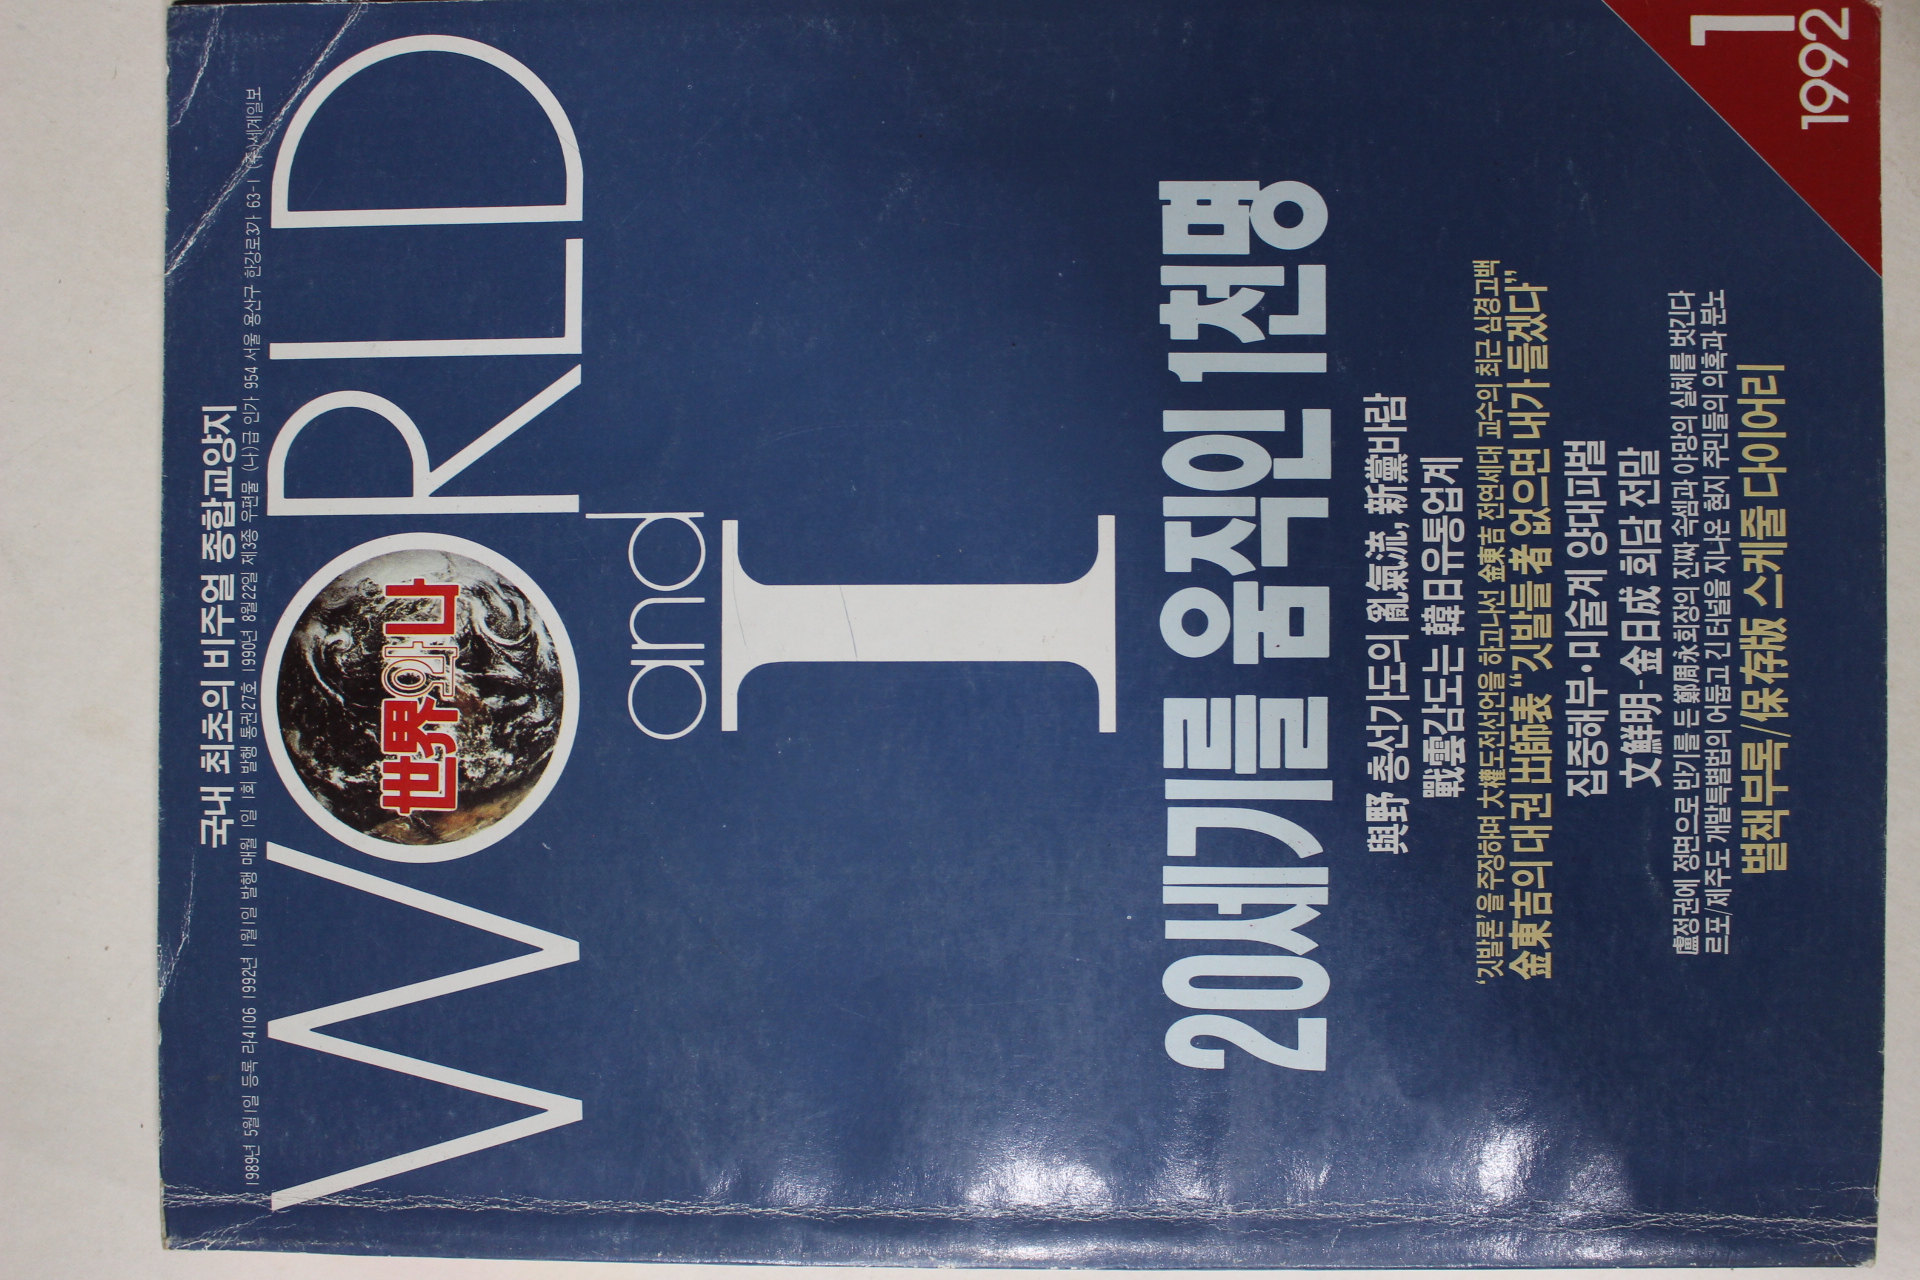 1
1992
국내 최초의 비주얼 종합교양지
1989년 5월1일 등록 라4106 1992년 1월1일 발행 매월 1일 1회 발행 통권27호 1990년 8월22일 제3종 우편물 (나)급 인가 954 서울 용산구 한강로3가 63-1 (주)세계일보
WORLD
世界와나
and
I
20세기를 움직인 1천명
與野 총선가도의 亂氣流, 新黨바람
戰雲감도는 韓日유통업계
‘깃발론’을 주장하며 大權도전선언을 하고나선 金東吉 전연세대 교수의 최근 심경고백
金東吉의 대권 出師表 “깃발들 者 없으면 내가 들겠다”
집중해부·미술계 양대파벌
文鮮明-金日成 회담 전말
盧정권에 정면으로 반기를 든 鄭周永회장의 진짜 속셈과 야망의 실체를 벗긴다
르포/제주도 개발특별법의 어둡고 긴 터널을 지나온 현지 주민들의 의혹과 분노
별책부록/保存版 스케줄 다이어리